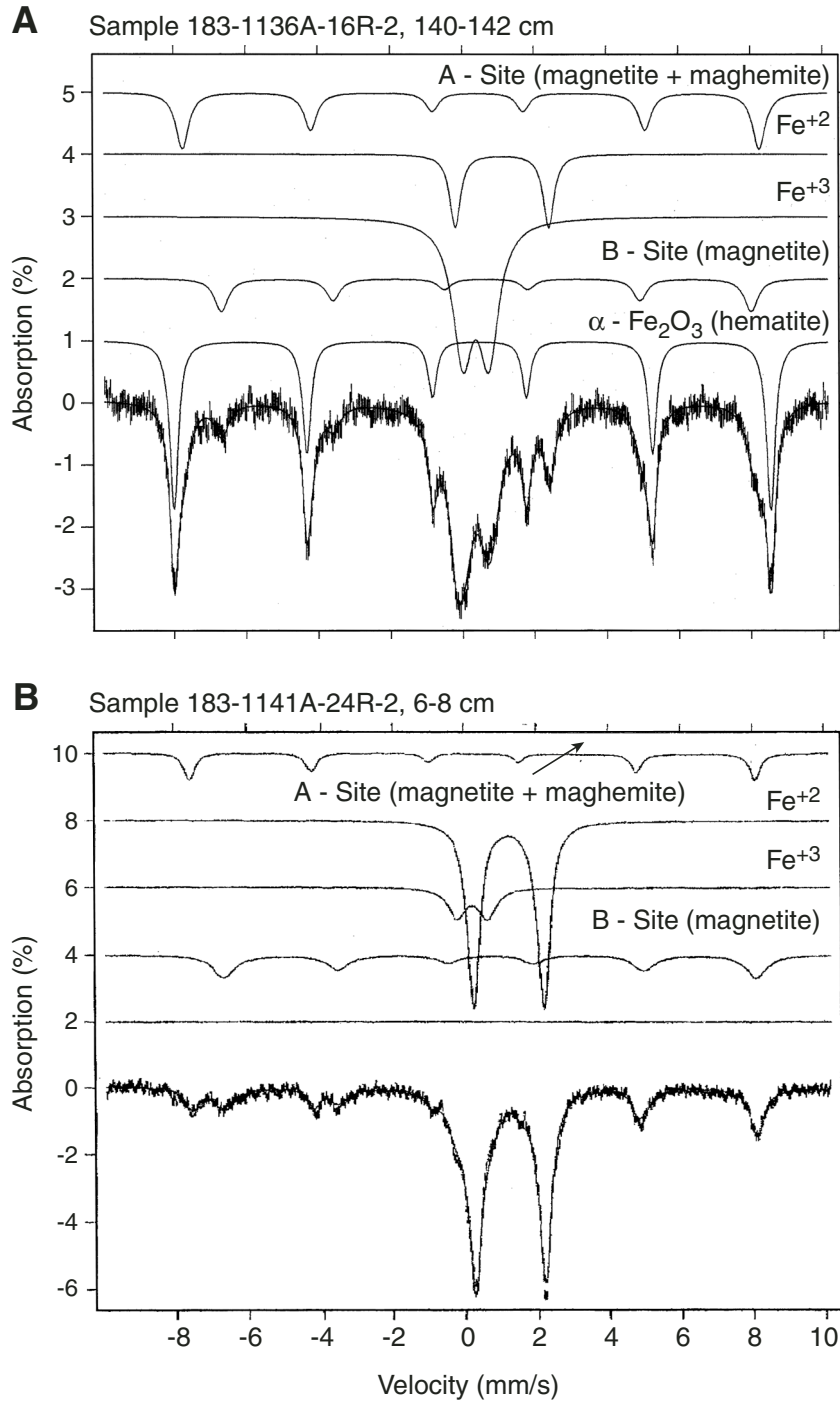 A
Sample 183-1136A-16R-2, 140-142 cm
A - Site (magnetite + maghemite)
Fe+2
Fe+3
B - Site (magnetite)
α - Fe2O3 (hematite)
5
4
3
2
1
0
-1
-2
-3
Absorption (%)
B
Sample 183-1141A-24R-2, 6-8 cm
A - Site (magnetite + maghemite)
Fe+2
Fe+3
B - Site (magnetite)
10
8
6
4
2
0
-2
-4
-6
Absorption (%)
-8 -6 -4 -2 0 2 4 6 8 10
Velocity (mm/s)